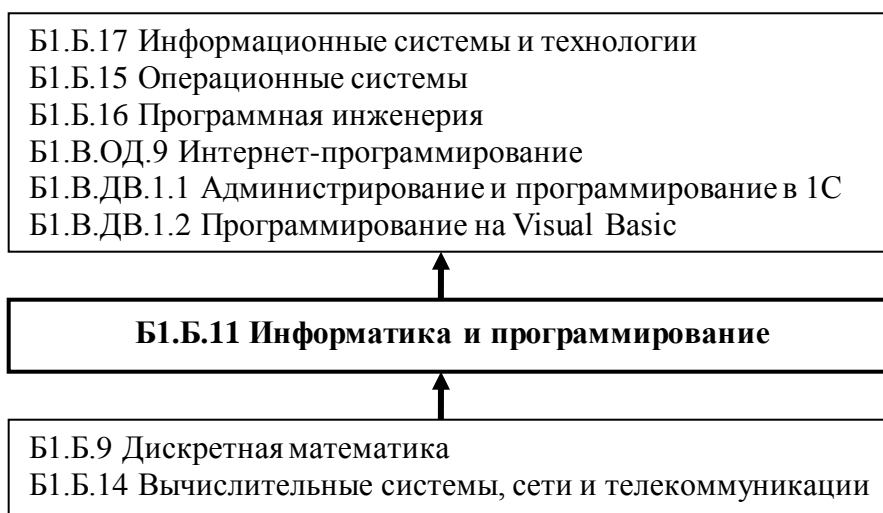 Б1.Б.17 Информационные системы и технологии
Б1.Б.15 Операционные системы
Б1.Б.16 Программная инженерия
Б1.В.ОД.9 Интернет-программирование
Б1.В.ДВ.1.1 Администрирование и программирование в 1С
Б1.В.ДВ.1.2 Программирование на Visual Basic
Б1.Б.11 Информатика и программирование
Б1.Б.9 Дискретная математика
Б1.Б.14 Вычислительные системы, сети и телекоммуникации